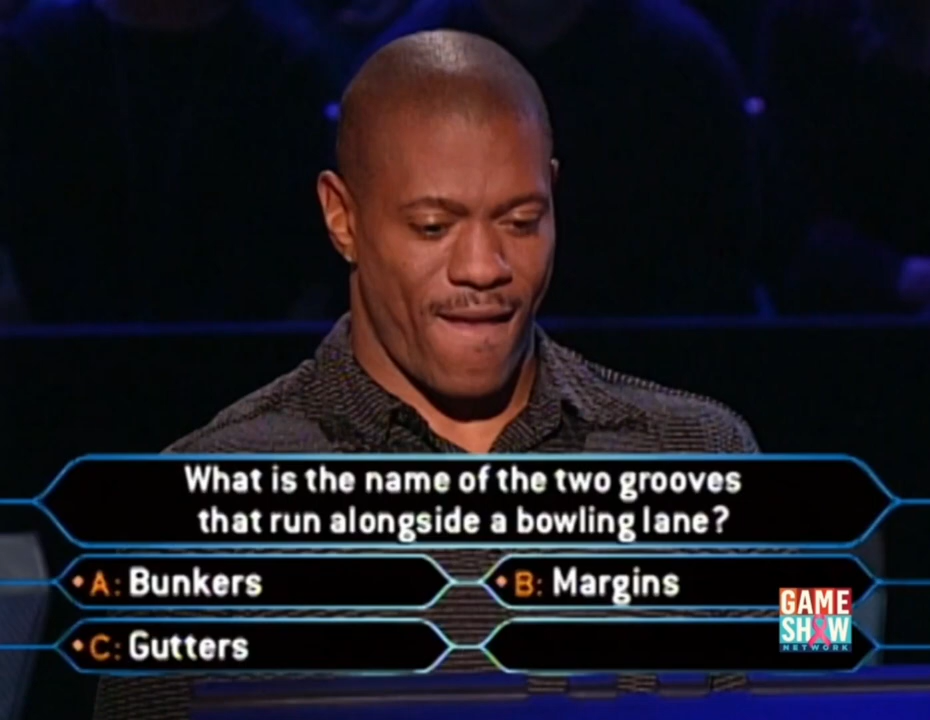 What is the name of the two grooves
that run alongside a bowling lane?
A: Bunkers
B: Margins
C: Gutters
GAME
SHOW
NETWORK